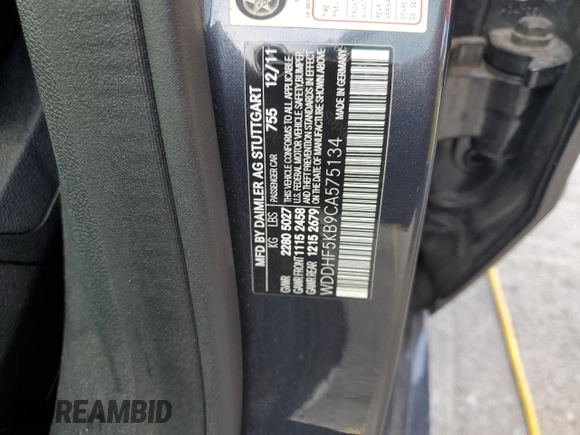 MFD BY DAIMLER AG STUTTGART
PASSENGER CAR 755 12/11
KG LBS
GVWR 2280 5027
GAWR FRONT 1115 2458
GAWR REAR 1215 2679
THIS VEHICLE CONFORMS TO ALL APPLICABLE
U.S. FEDERAL MOTOR VEHICLE SAFETY,BUMPER
AND THEFT PREVENTION STANDARDS IN EFFECT
ON THE DATE OF MANUFACTURE SHOWN ABOVE
WDDHF5KB9CA575134
MADE IN GERMANY
TIRE
REAMBID